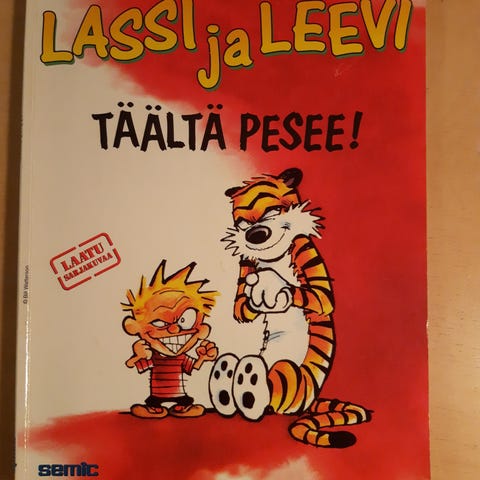 LASSI ja LEEVI
TÄÄLTÄ PESEE!
LAATU
SARJAKUVAA
© Bill Watterson
semic